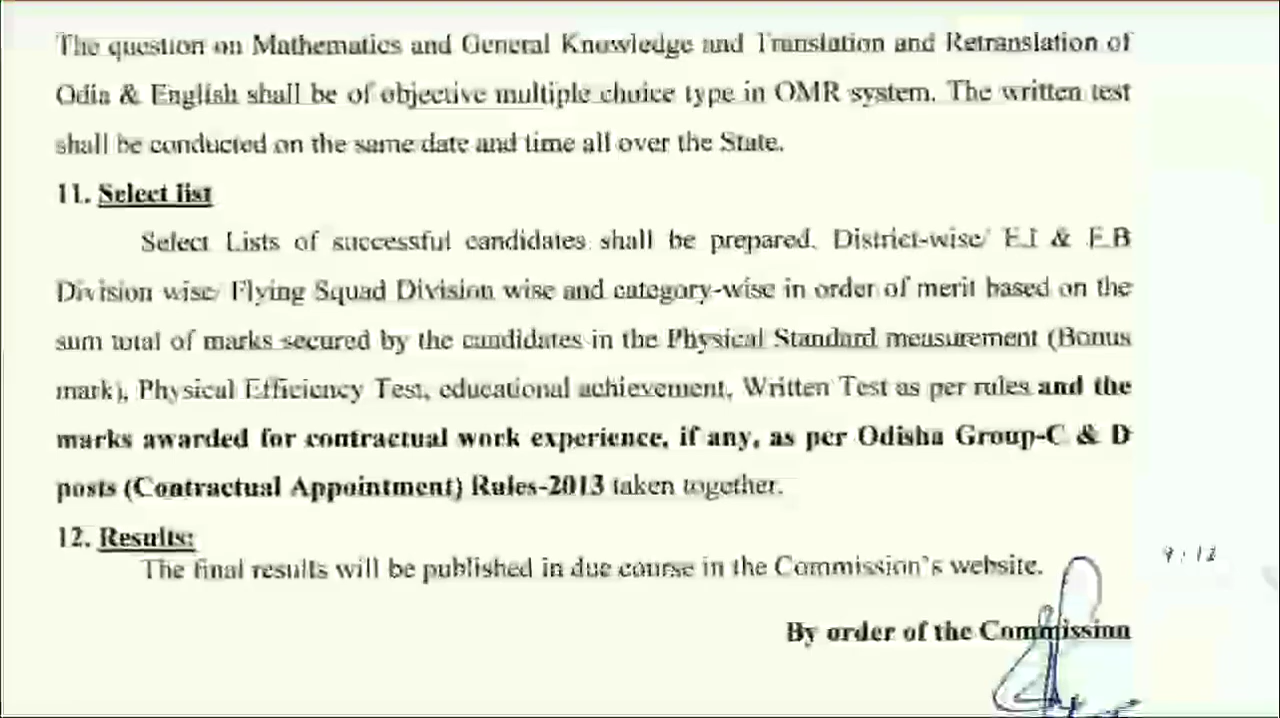 The question on Mathematics and General Knowledge and Translation and Retranslation of
Odia & English shall be of objective multiple choice type in OMR system. The written test
shall be conducted on the same date and time all over the State.
11. Select list
Select Lists of successful candidates shall be prepared. District-wise/ E.I & E.B
Division wise/ Flying Squad Division wise and category-wise in order of merit based on the
sum total of marks secured by the candidates in the Physical Standard measurement (Bonus
mark), Physical Efficiency Test, educational achievement, Written Test as per rules and the
marks awarded for contractual work experience, if any, as per Odisha Group-C & D
posts (Contractual Appointment) Rules-2013 taken together.
12. Results:
The final results will be published in due course in the Commission's website.
9:12
By order of the Commission